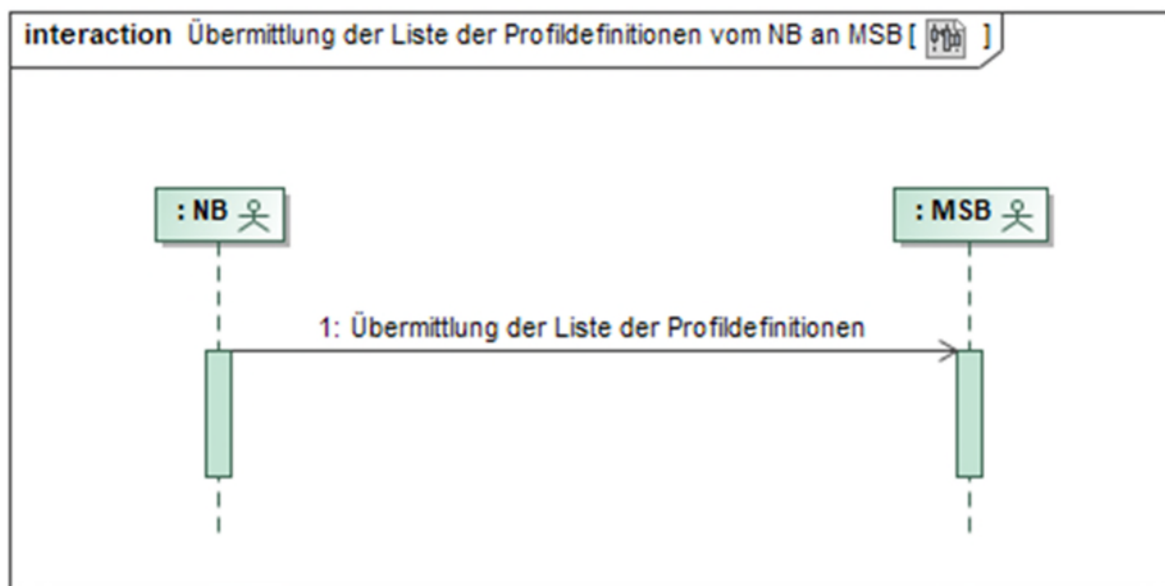 interaction Übermittlung der Liste der Profildefinitionen vom NB an MSB [ ]
: NB
: MSB
1: Übermittlung der Liste der Profildefinitionen